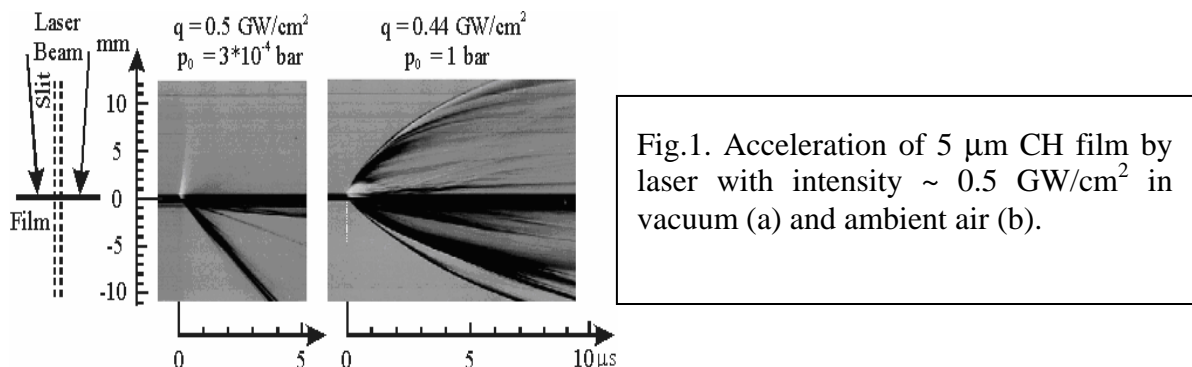 Laser
Beam
mm
Slit
Film
10
5
0
-5
-10
q = 0.5 GW/cm²
p₀ = 3*10⁻⁴ bar
0
5
q = 0.44 GW/cm²
p₀ = 1 bar
0
5
10 μs
Fig.1. Acceleration of 5 μm CH film by
laser with intensity ~ 0.5 GW/cm² in
vacuum (a) and ambient air (b).